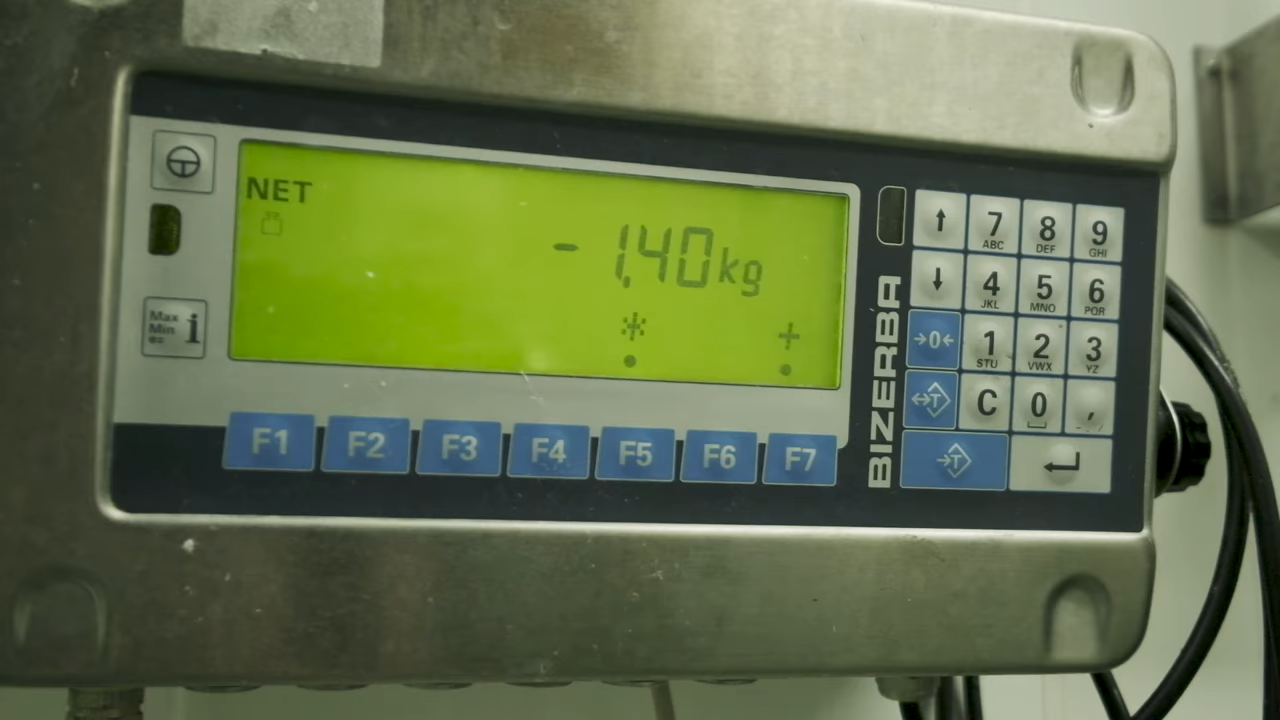 NET
- 1,40 kg
* +
Max
Min
e= i
F1 F2 F3 F4 F5 F6 F7
BIZERBA
↑ 7 ABC 8 DEF 9 GHI
↓ 4 JKL 5 MNO 6 PQR
→0← 1 STU 2 VWX 3 YZ
↔T C 0 ,
→T ↵